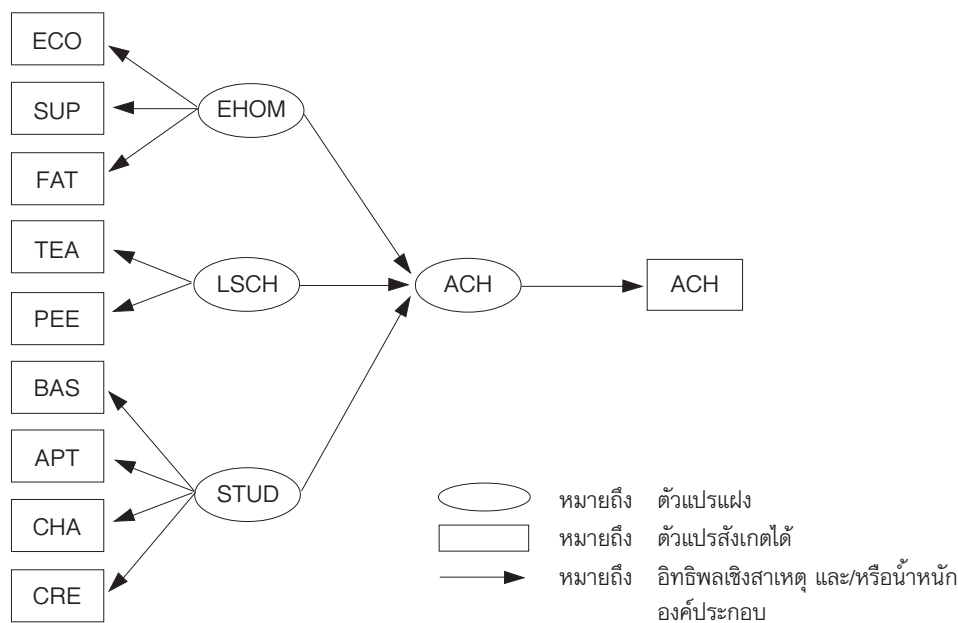 ECO
SUP
FAT
TEA
PEE
BAS
APT
CHA
CRE
EHOM
LSCH
STUD
ACH
ACH
หมายถึง ตัวแปรแฝง
หมายถึง ตัวแปรสังเกตได้
หมายถึง อิทธิพลเชิงสาเหตุ และ/หรือน้ำหนัก
องค์ประกอบ